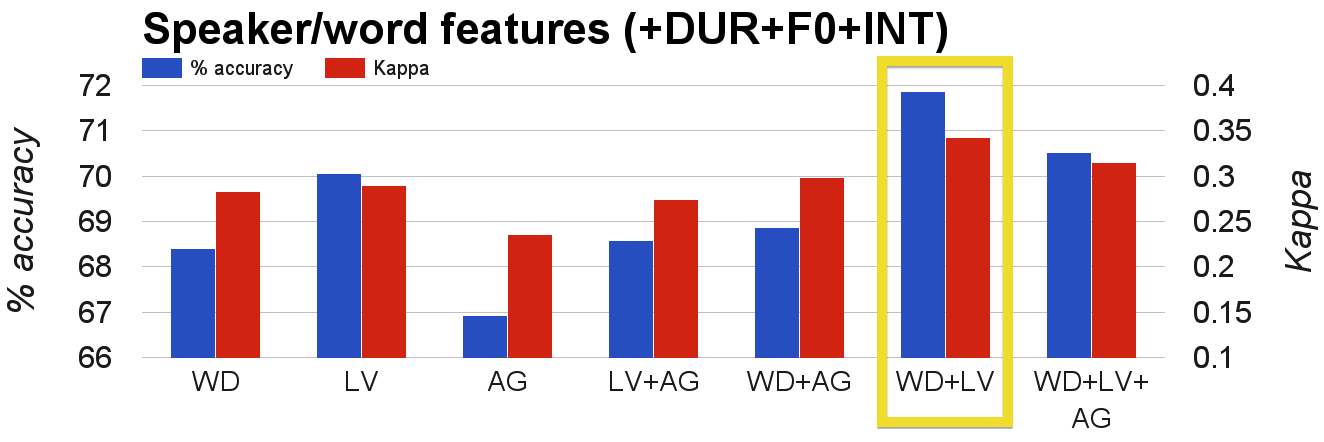 Speaker/word features (+DUR+F0+INT)
% accuracy Kappa
72 0.4
71 0.35
70 0.3
69 0.25
68 0.2
67 0.15
66 0.1
% accuracy
Kappa
WD LV AG LV+AG WD+AG WD+LV WD+LV+
AG